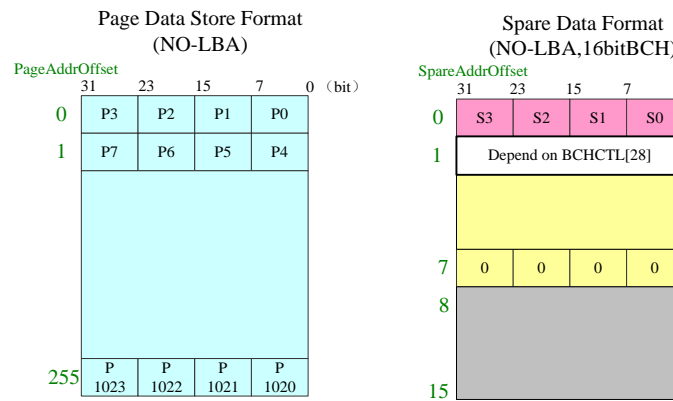 Page Data Store Format
(NO-LBA)
PageAddrOffset
31 23 15 7 0 （bit）
0 P3 P2 P1 P0
1 P7 P6 P5 P4
255 P 1023 P 1022 P 1021 P 1020
Spare Data Format
(NO-LBA,16bitBCH)
SpareAddrOffset
31 23 15 7
0 S3 S2 S1 S0
1 Depend on BCHCTL[28]
7 0 0 0 0
8
15